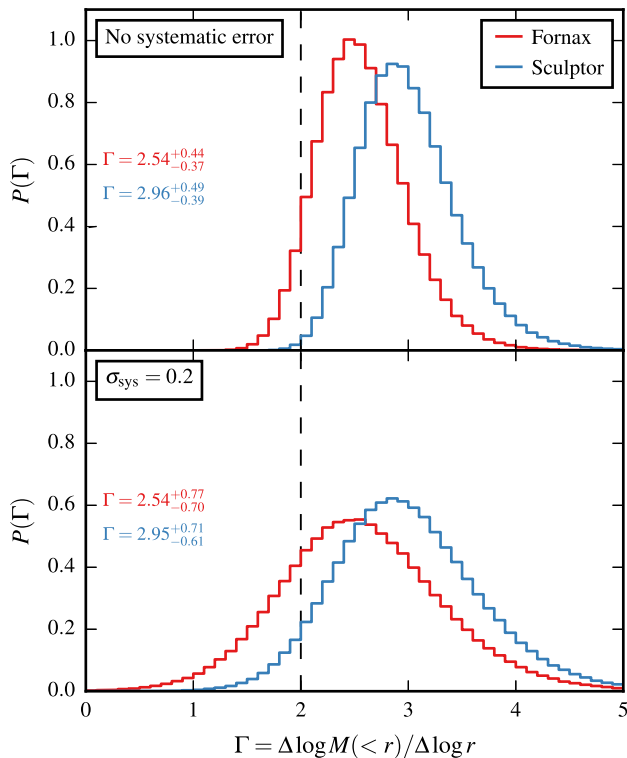 No systematic error
Fornax
Sculptor
Γ = 2.54 +0.44 −0.37
Γ = 2.96 +0.49 −0.39
P(Γ)
1.0
0.8
0.6
0.4
0.2
0.0
σsys = 0.2
Γ = 2.54 +0.77 −0.70
Γ = 2.95 +0.71 −0.61
P(Γ)
1.0
0.8
0.6
0.4
0.2
0.0
0 1 2 3 4 5
Γ = Δ log M(< r)/Δ log r